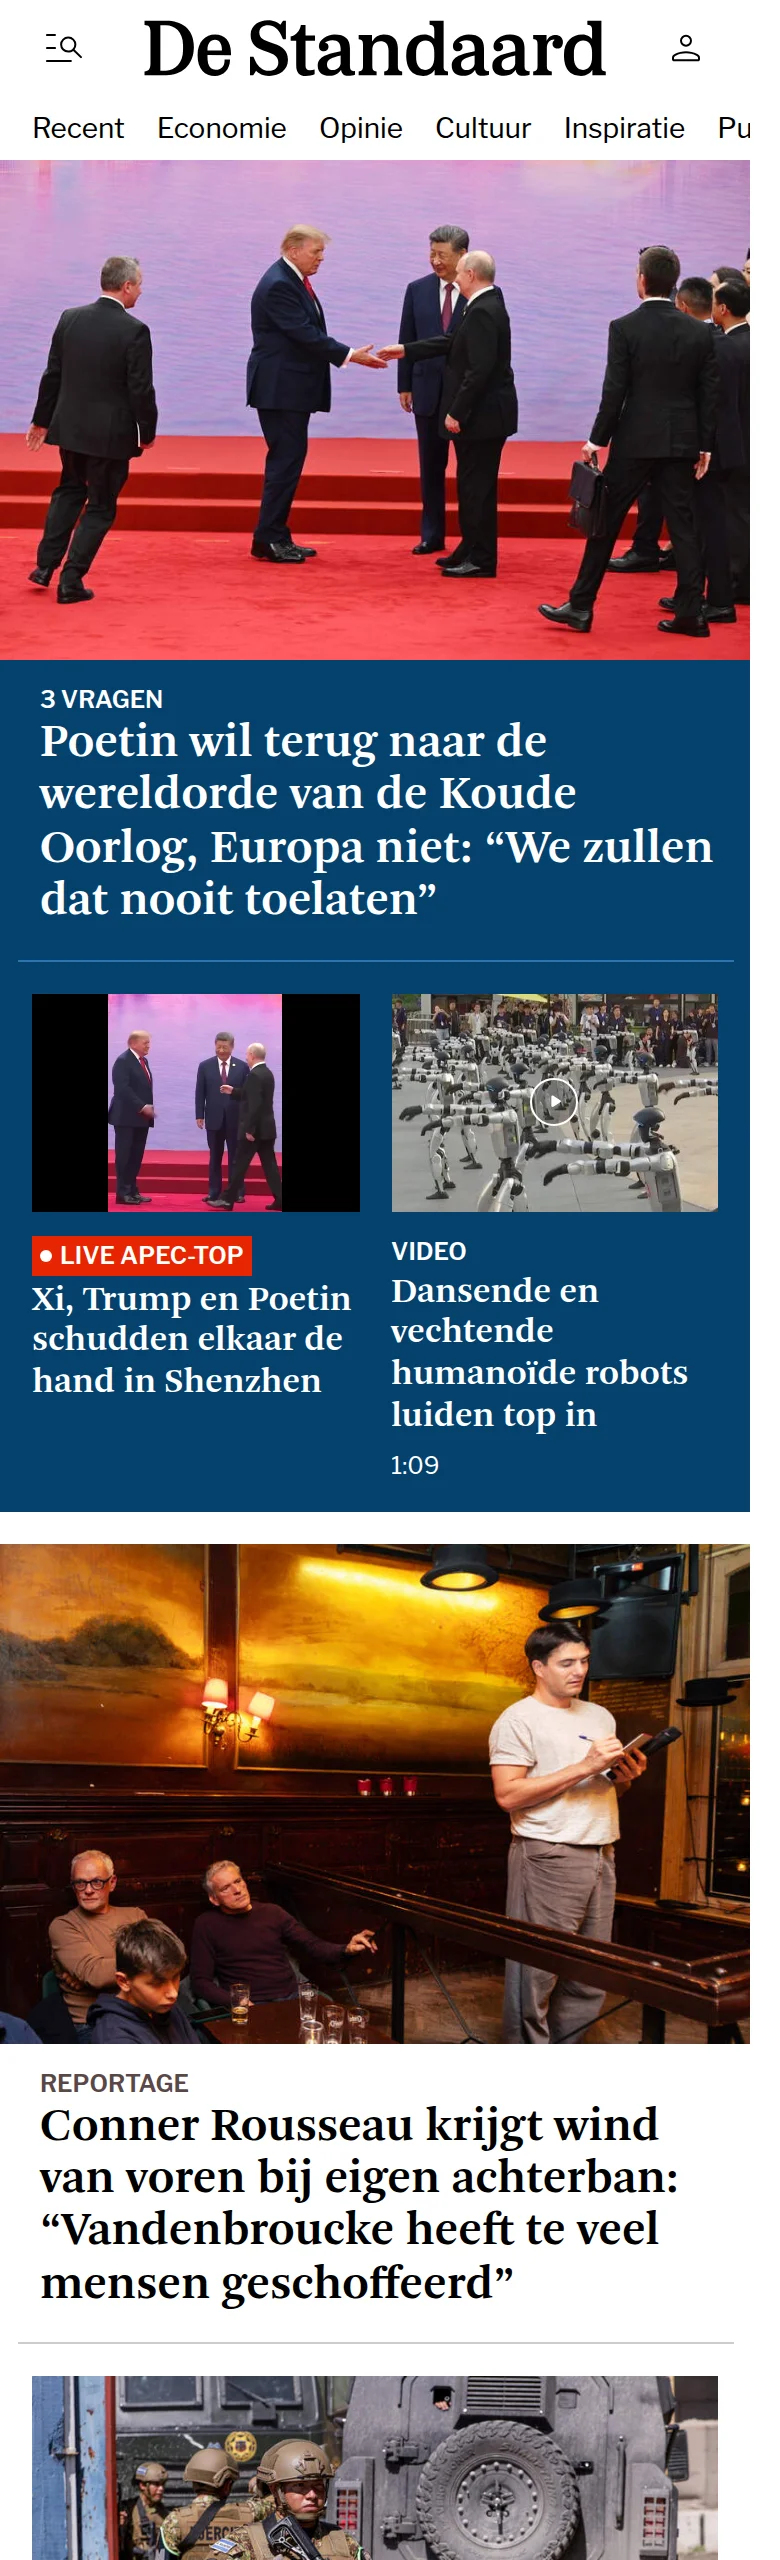 De Standaard
Recent Economie Opinie Cultuur Inspiratie Pu
3 VRAGEN
Poetin wil terug naar de
wereldorde van de Koude
Oorlog, Europa niet: “We zullen
dat nooit toelaten”
LIVE APEC-TOP
Xi, Trump en Poetin
schudden elkaar de
hand in Shenzhen
VIDEO
Dansende en
vechtende
humanoïde robots
luiden top in
1:09
REPORTAGE
Conner Rousseau krijgt wind
van voren bij eigen achterban:
“Vandenbroucke heeft te veel
mensen geschoffeerd”